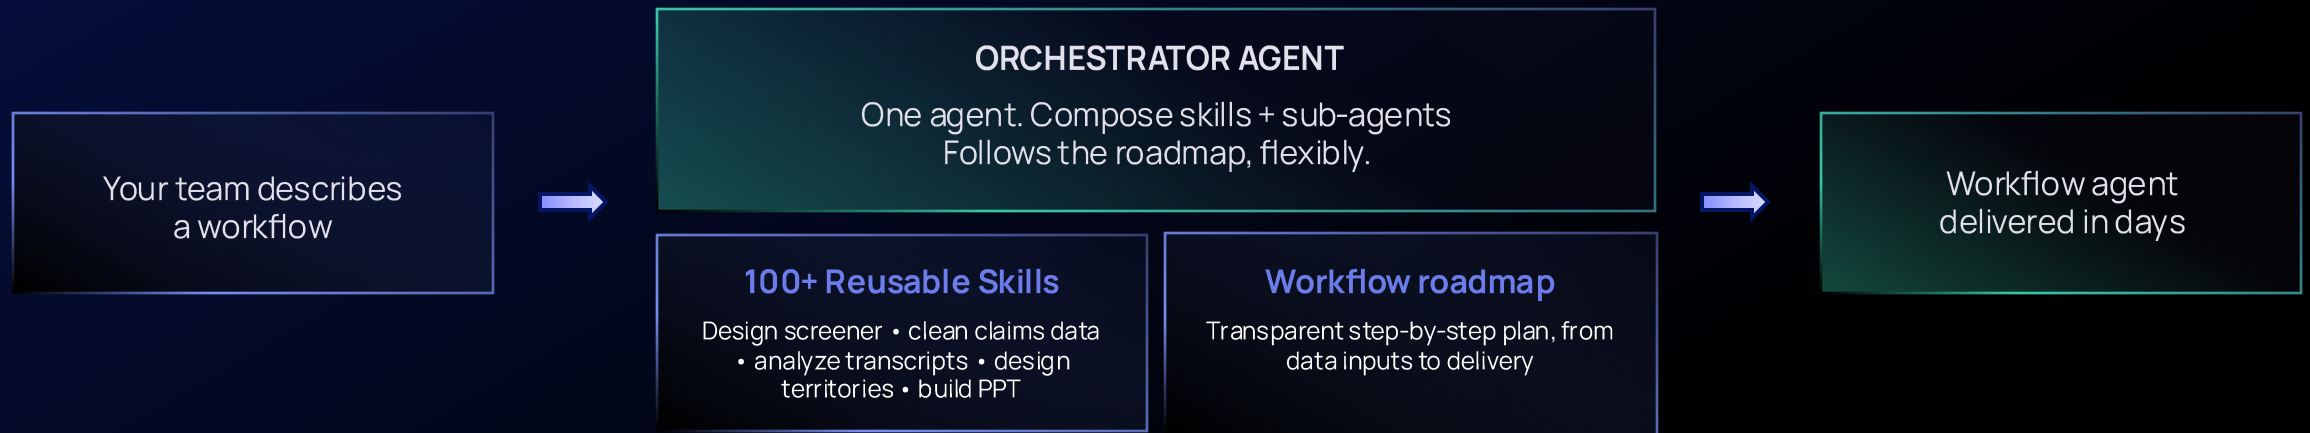 Your team describes
a workflow
ORCHESTRATOR AGENT
One agent. Compose skills + sub-agents
Follows the roadmap, flexibly.
100+ Reusable Skills
Design screener • clean claims data
• analyze transcripts • design
territories • build PPT
Workflow roadmap
Transparent step-by-step plan, from
data inputs to delivery
Workflow agent
delivered in days